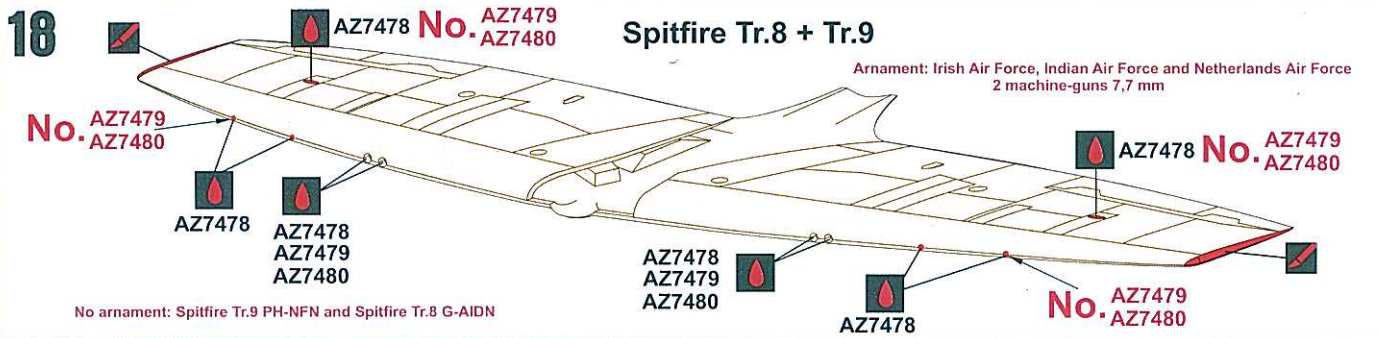 18
AZ7478 No. AZ7479
AZ7480
Spitfire Tr.8 + Tr.9
Arnament: Irish Air Force, Indian Air Force and Netherlands Air Force
2 machine-guns 7,7 mm
No. AZ7479
AZ7480
AZ7478 No. AZ7479
AZ7480
AZ7478
AZ7478
AZ7479
AZ7480
AZ7478
AZ7479
AZ7480
AZ7478
No. AZ7479
AZ7480
No arnament: Spitfire Tr.9 PH-NFN and Spitfire Tr.8 G-AIDN